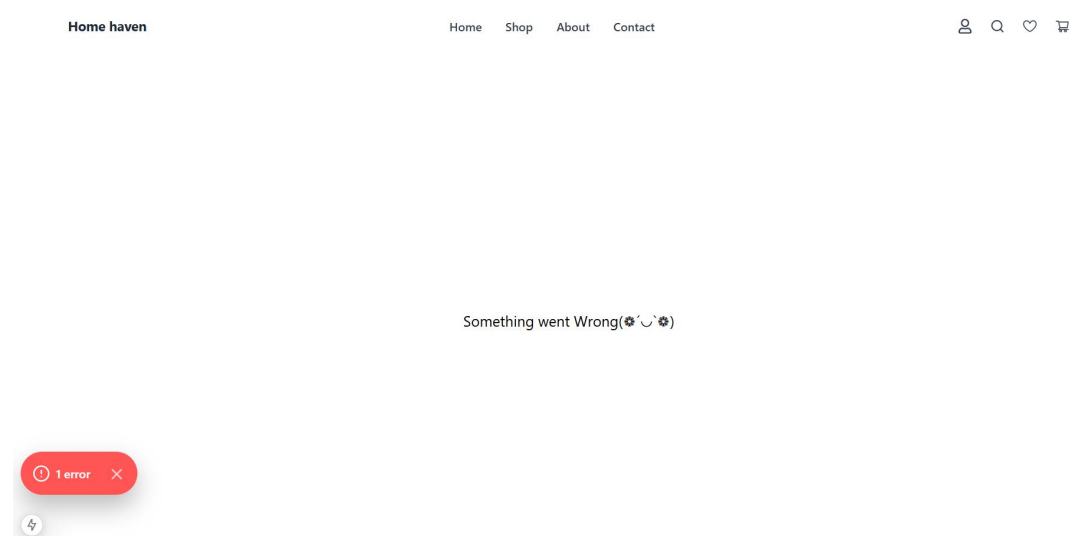 Home haven
Home Shop About Contact
Something went Wrong(❁´◡`❁)
1 error